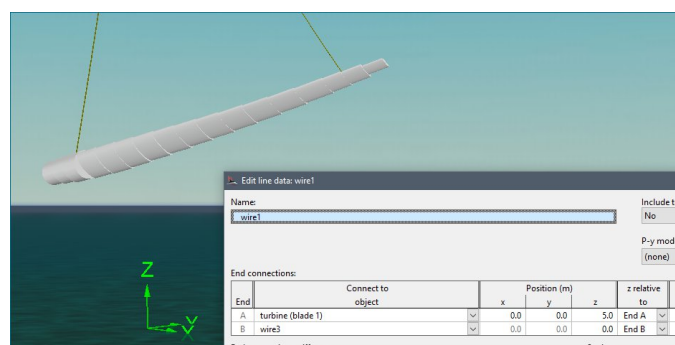 Edit line data: wire1
Name:
wire1
Include t
No
P-y mod
(none)
End connections:
Connect to Position (m) z relative
End object x y z to
A turbine (blade 1) 0.0 0.0 5.0 End A
B wire3 0.0 0.0 0.0 End B
Z
Y